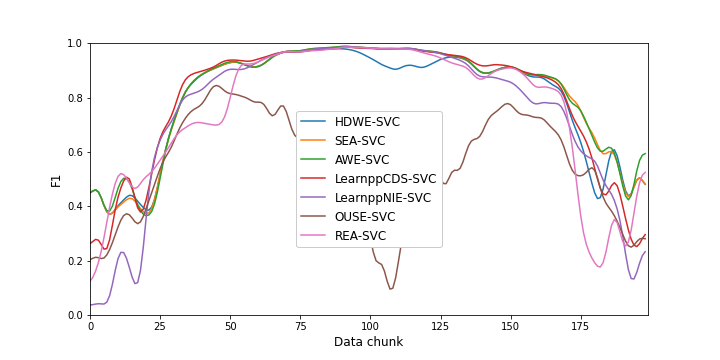 1.0
0.8
0.6
0.4
0.2
0.0
F1
HDWE-SVC
SEA-SVC
AWE-SVC
LearnppCDS-SVC
LearnppNIE-SVC
OUSE-SVC
REA-SVC
0 25 50 75 100 125 150 175
Data chunk